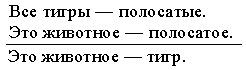 Все тигры — полосатые.
Это животное — полосатое.
Это животное — тигр.